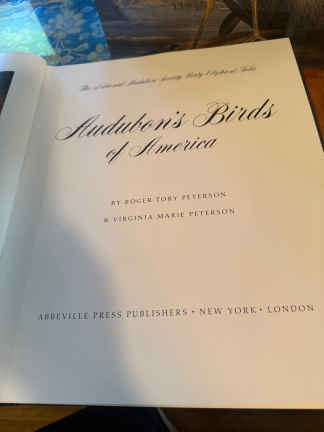 The National Audubon Society Baby Elephant Folio
Audubon's Birds
of America
BY ROGER TORY PETERSON
& VIRGINIA MARIE PETERSON
ABBEVILLE PRESS PUBLISHERS • NEW YORK • LONDON